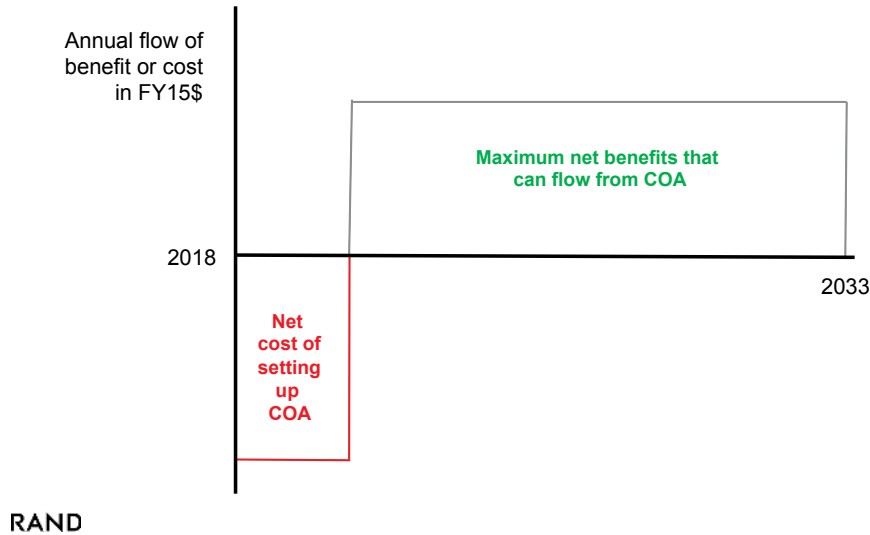 Annual flow of
benefit or cost
in FY15$
Maximum net benefits that
can flow from COA
2018
2033
Net
cost of
setting
up
COA
RAND